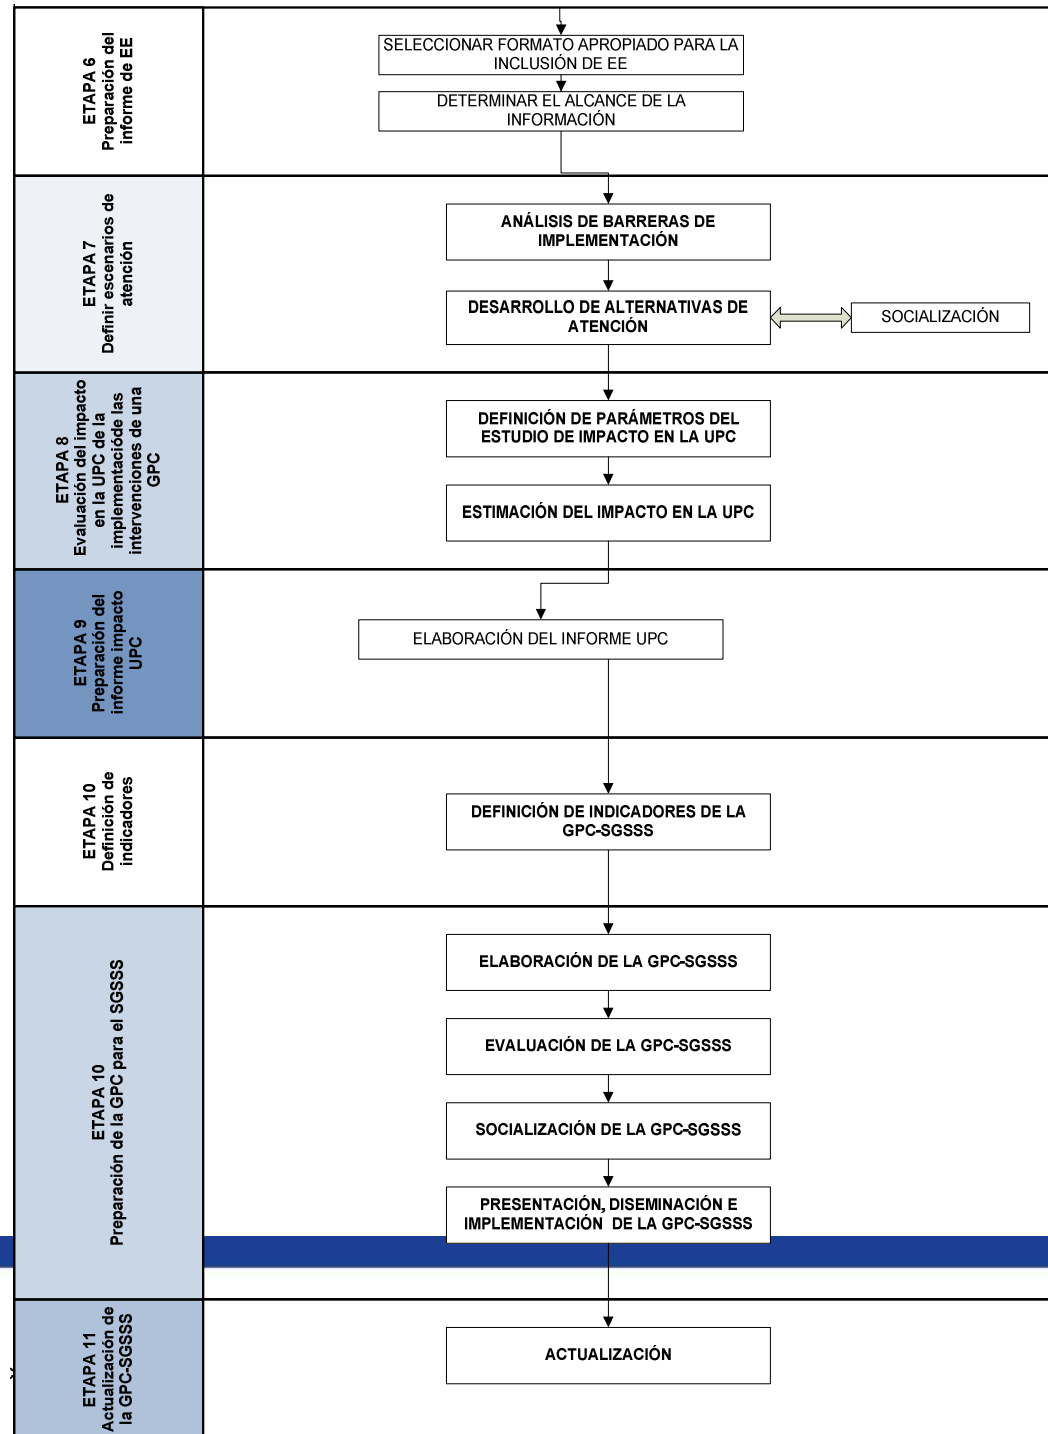 ETAPA 6
Preparación del
informe de EE
SELECCIONAR FORMATO APROPIADO PARA LA
INCLUSIÓN DE EE
DETERMINAR EL ALCANCE DE LA
INFORMACIÓN
ETAPA 7
Definir escenarios de
atención
ANÁLISIS DE BARRERAS DE
IMPLEMENTACIÓN
DESARROLLO DE ALTERNATIVAS DE
ATENCIÓN
SOCIALIZACIÓN
ETAPA 8
Evaluación del impacto
en la UPC de la
implementacióde las
intervenciones de una
GPC
DEFINICIÓN DE PARÁMETROS DEL
ESTUDIO DE IMPACTO EN LA UPC
ESTIMACIÓN DEL IMPACTO EN LA UPC
ETAPA 9
Preparación del
informe impacto
UPC
ELABORACIÓN DEL INFORME UPC
ETAPA 10
Definición de
indicadores
DEFINICIÓN DE INDICADORES DE LA
GPC-SGSSS
ETAPA 10
Preparación de la GPC para el SGSSS
ELABORACIÓN DE LA GPC-SGSSS
EVALUACIÓN DE LA GPC-SGSSS
SOCIALIZACIÓN DE LA GPC-SGSSS
PRESENTACIÓN, DISEMINACIÓN E
IMPLEMENTACIÓN DE LA GPC-SGSSS
ETAPA 11
Actualización de
la GPC-SGSSS
ACTUALIZACIÓN